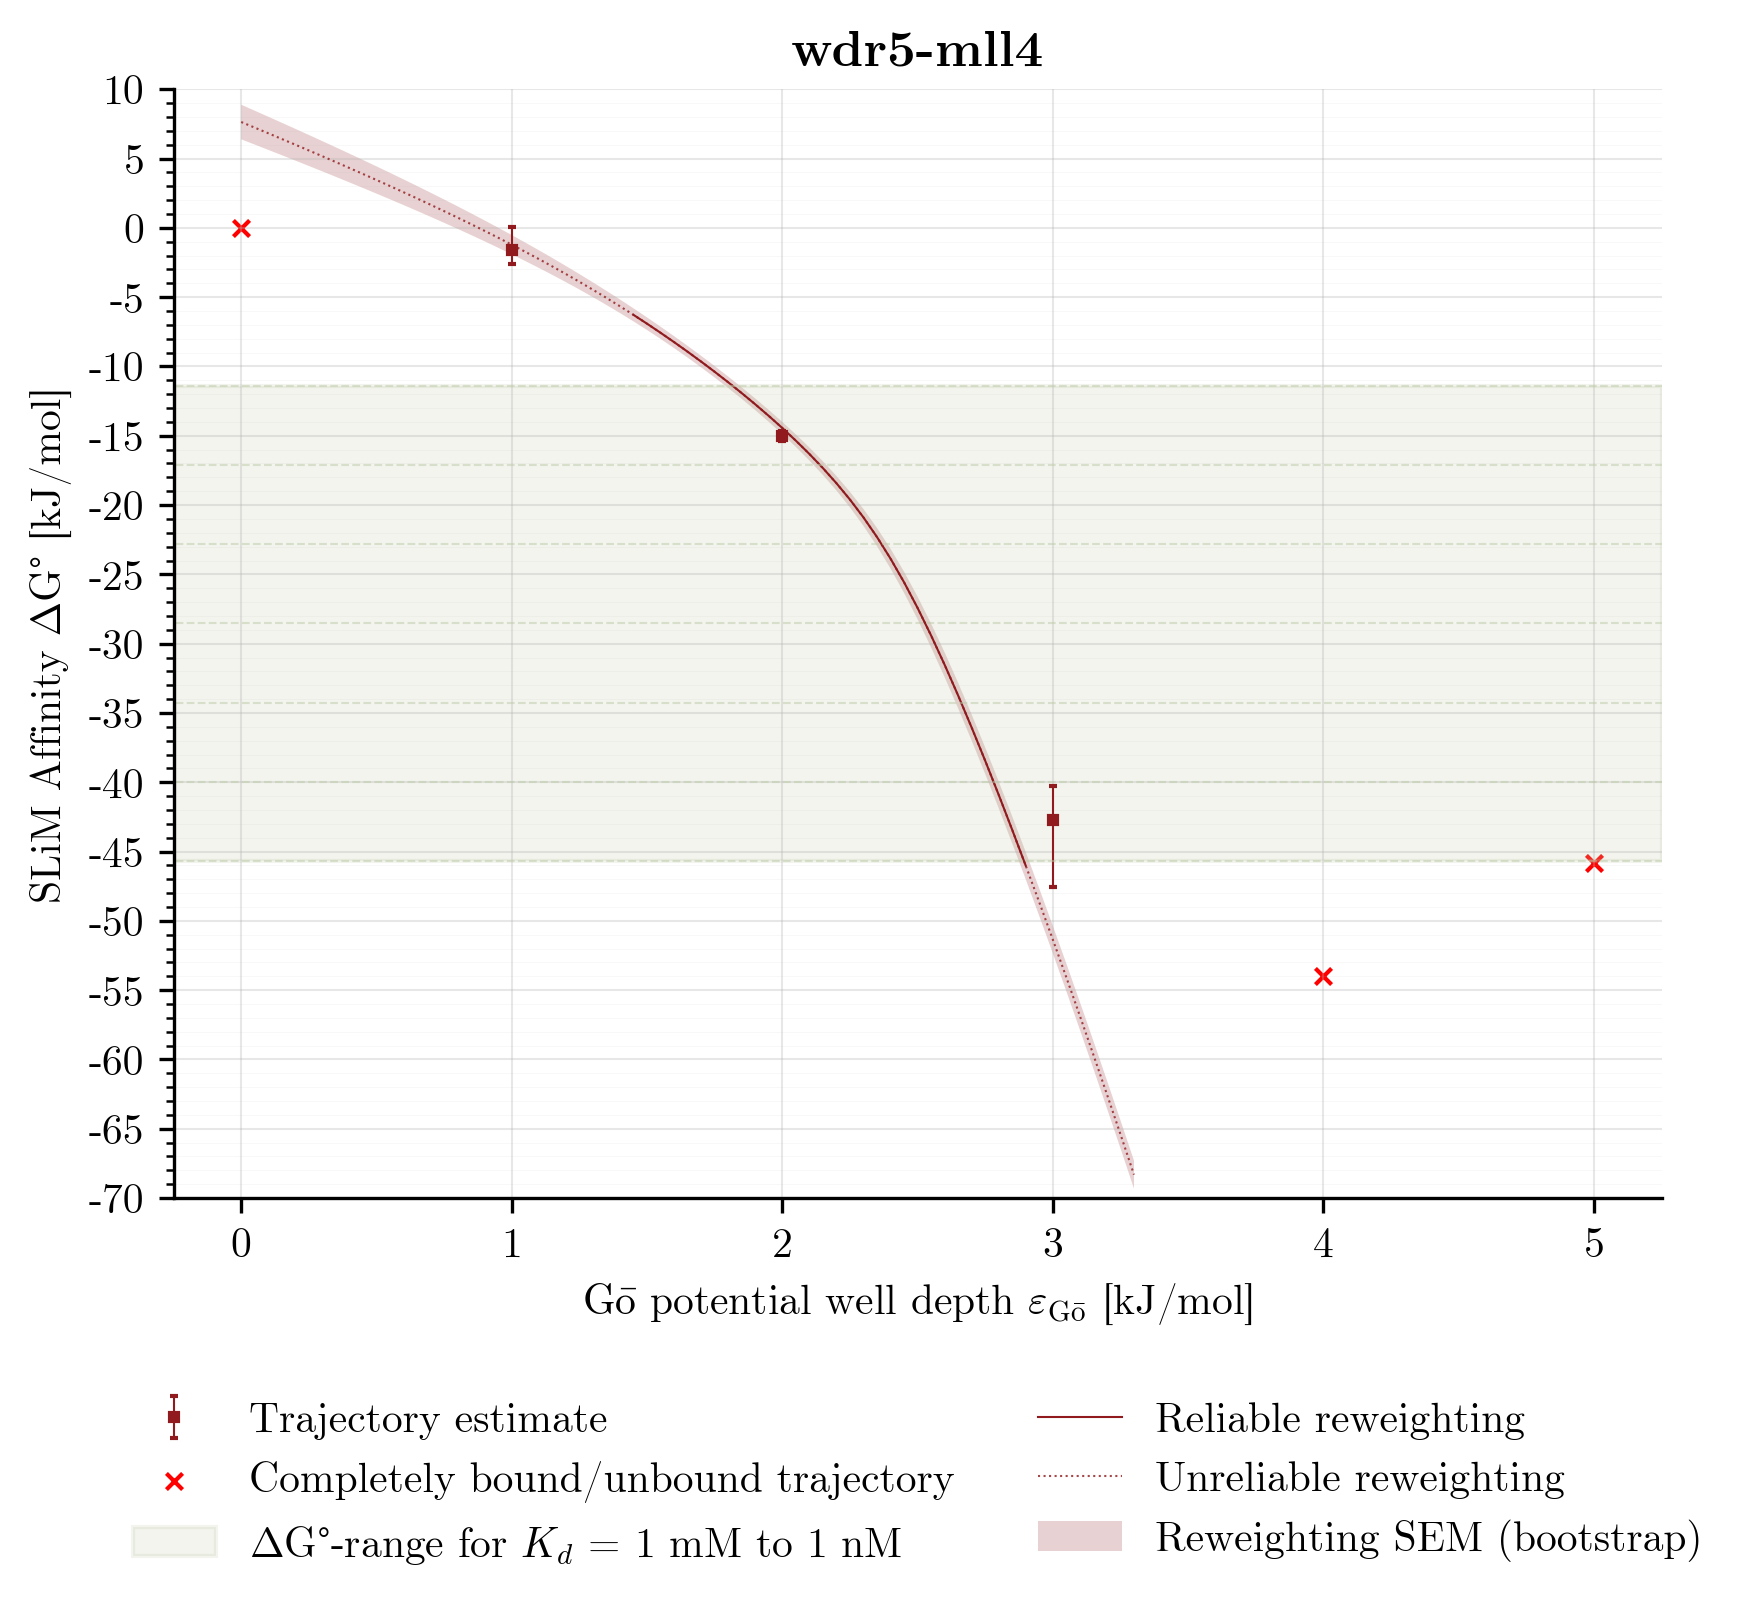 wdr5-mll4
SLiM Affinity ΔG° [kJ/mol]
10
5
0
-5
-10
-15
-20
-25
-30
-35
-40
-45
-50
-55
-60
-65
-70
0 1 2 3 4 5
Gō potential well depth ε_Gō [kJ/mol]
Trajectory estimate
Completely bound/unbound trajectory
ΔG°-range for K_d = 1 mM to 1 nM
Reliable reweighting
Unreliable reweighting
Reweighting SEM (bootstrap)